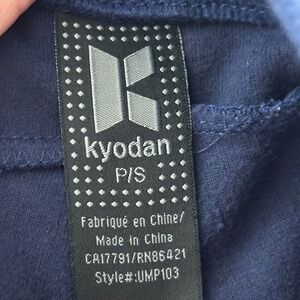 kyodan
P/S
Fabriqué en Chine/
Made in China
CA17791/RN86421
Style#:UMP103